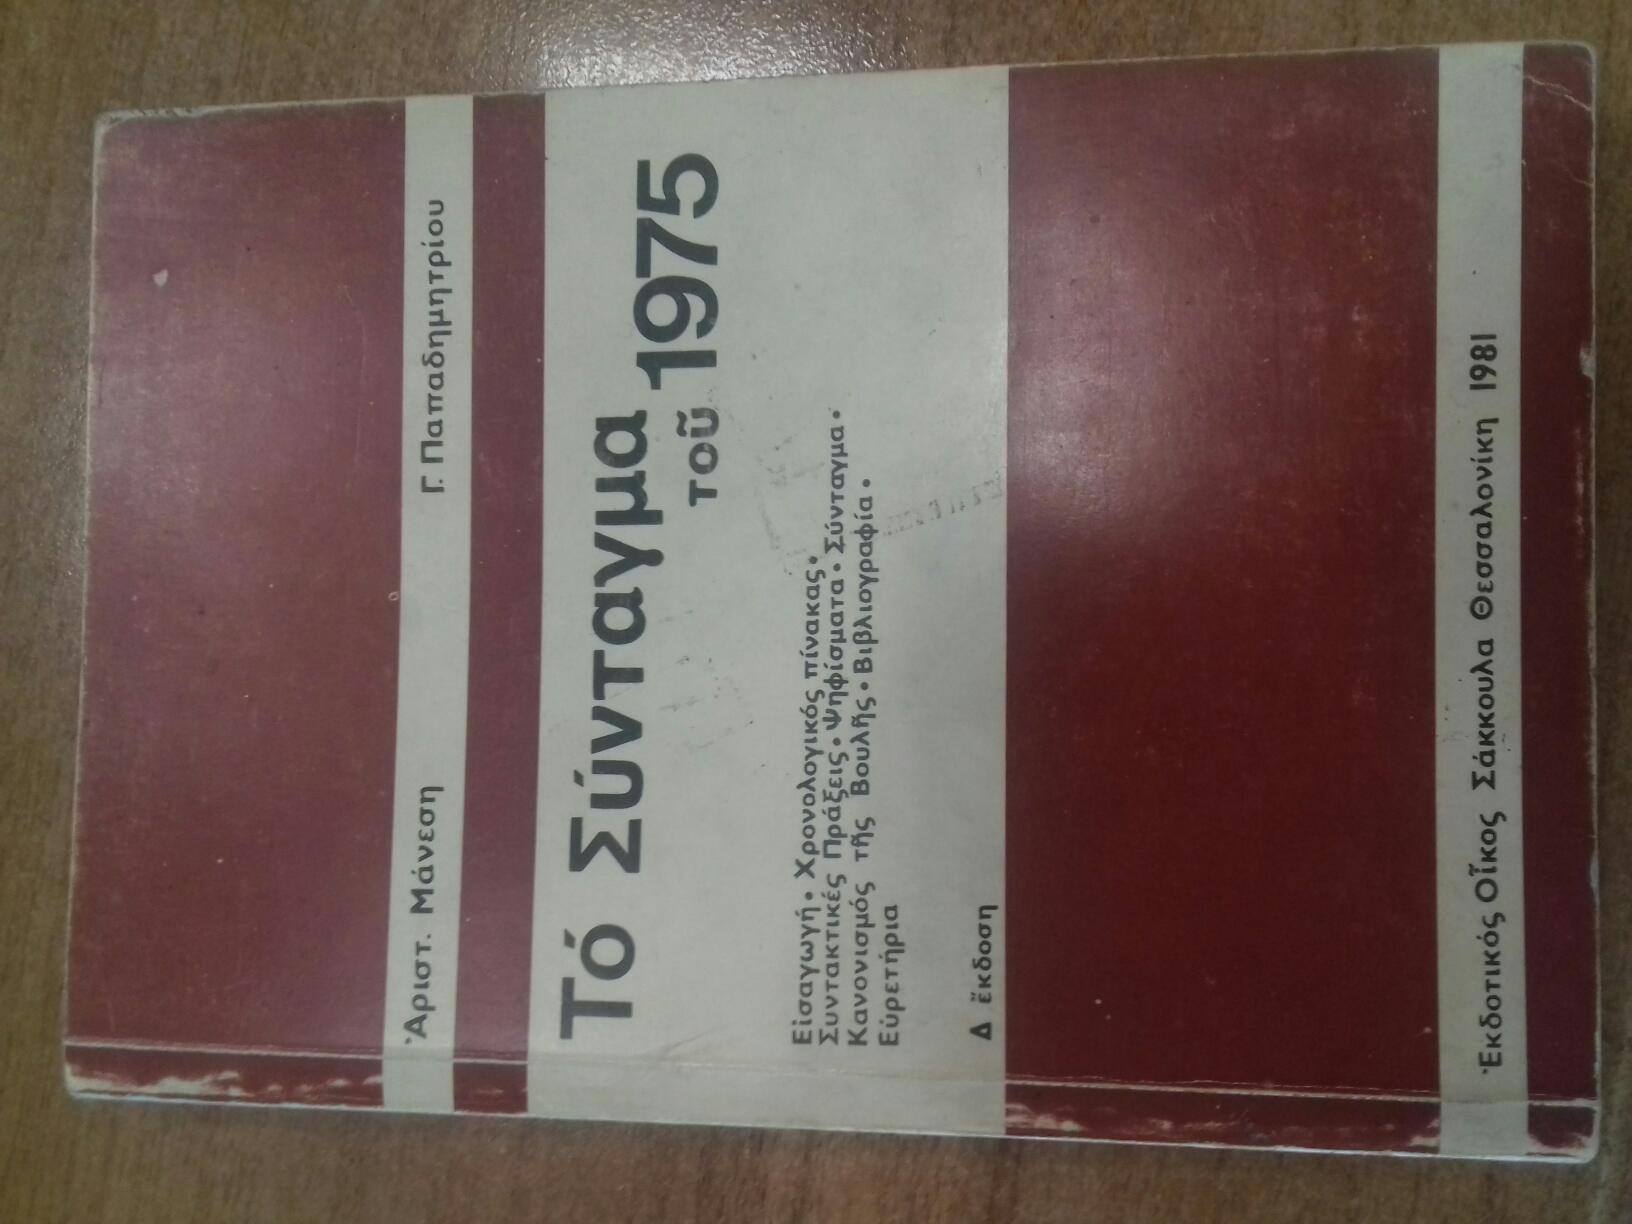 Ἀριστ. Μάνεση Γ. Παπαδημητρίου
Τό Σύνταγμα
τοῦ 1975
Εἰσαγωγή • Χρονολογικός πίνακας •
Συντακτικές Πράξεις • Ψηφίσματα • Σύνταγμα •
Κανονισμός τῆς Βουλῆς • Βιβλιογραφία •
Εὑρετήρια
Δ ἔκδοση
Ἐκδοτικός Οἶκος Σάκκουλα Θεσσαλονίκη 1981